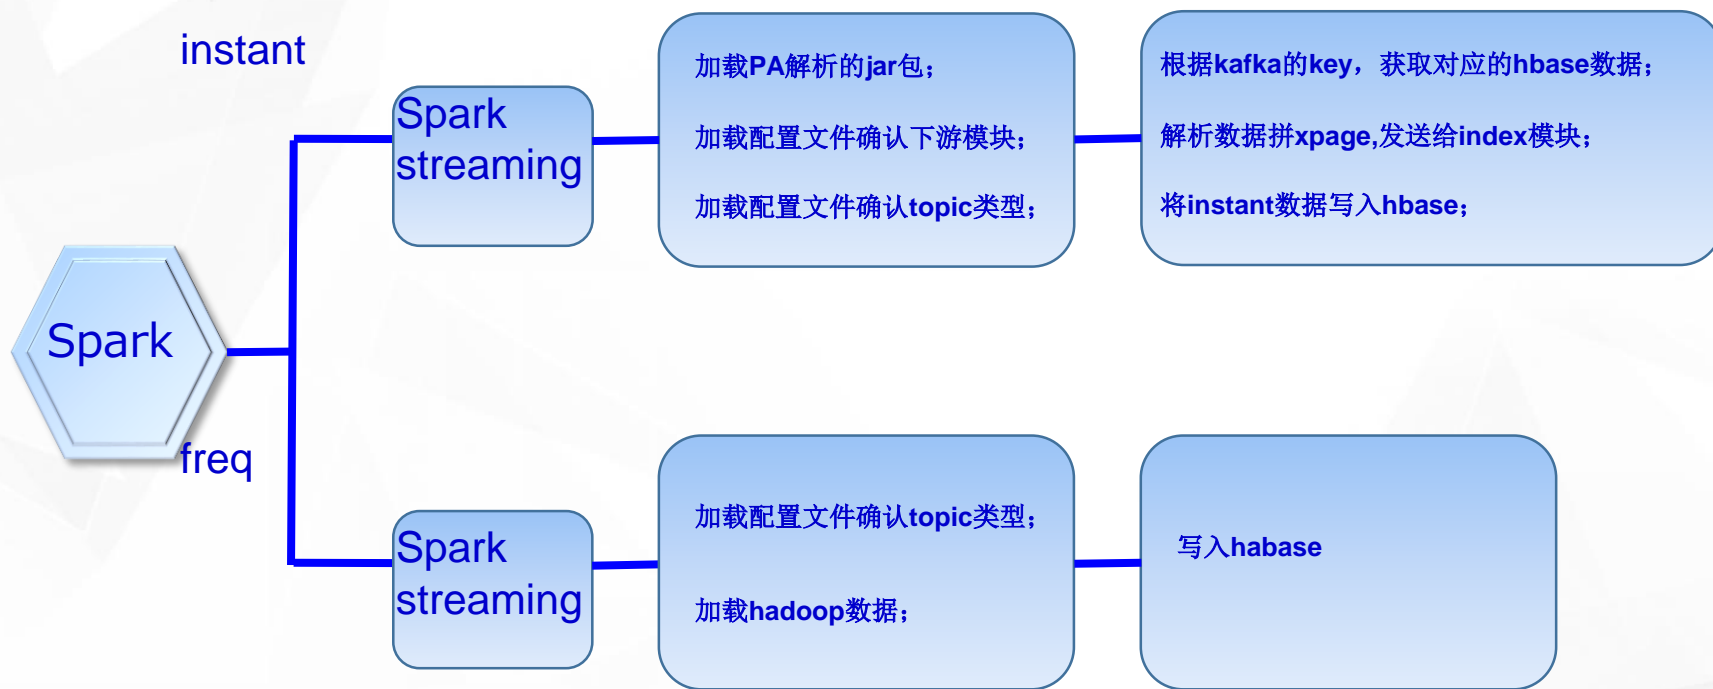 instant
Spark
streaming
加载PA解析的jar包；
加载配置文件确认下游模块；
加载配置文件确认topic类型；
根据kafka的key，获取对应的hbase数据；
解析数据拼xpage,发送给index模块；
将instant数据写入hbase；
Spark
freq
Spark
streaming
加载配置文件确认topic类型；
加载hadoop数据；
写入habase